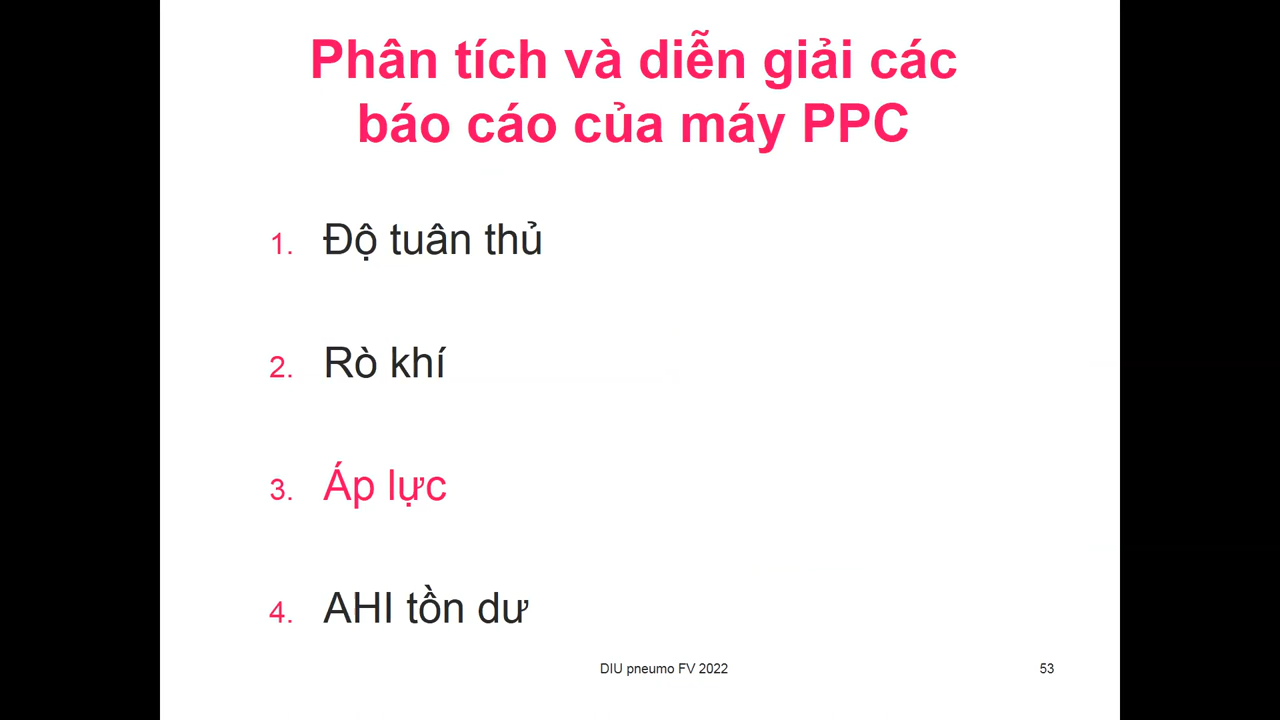 Phân tích và diễn giải các
báo cáo của máy PPC
1. Độ tuân thủ
2. Rò khí
3. Áp lực
4. AHI tồn dư
DIU pneumo FV 2022
53